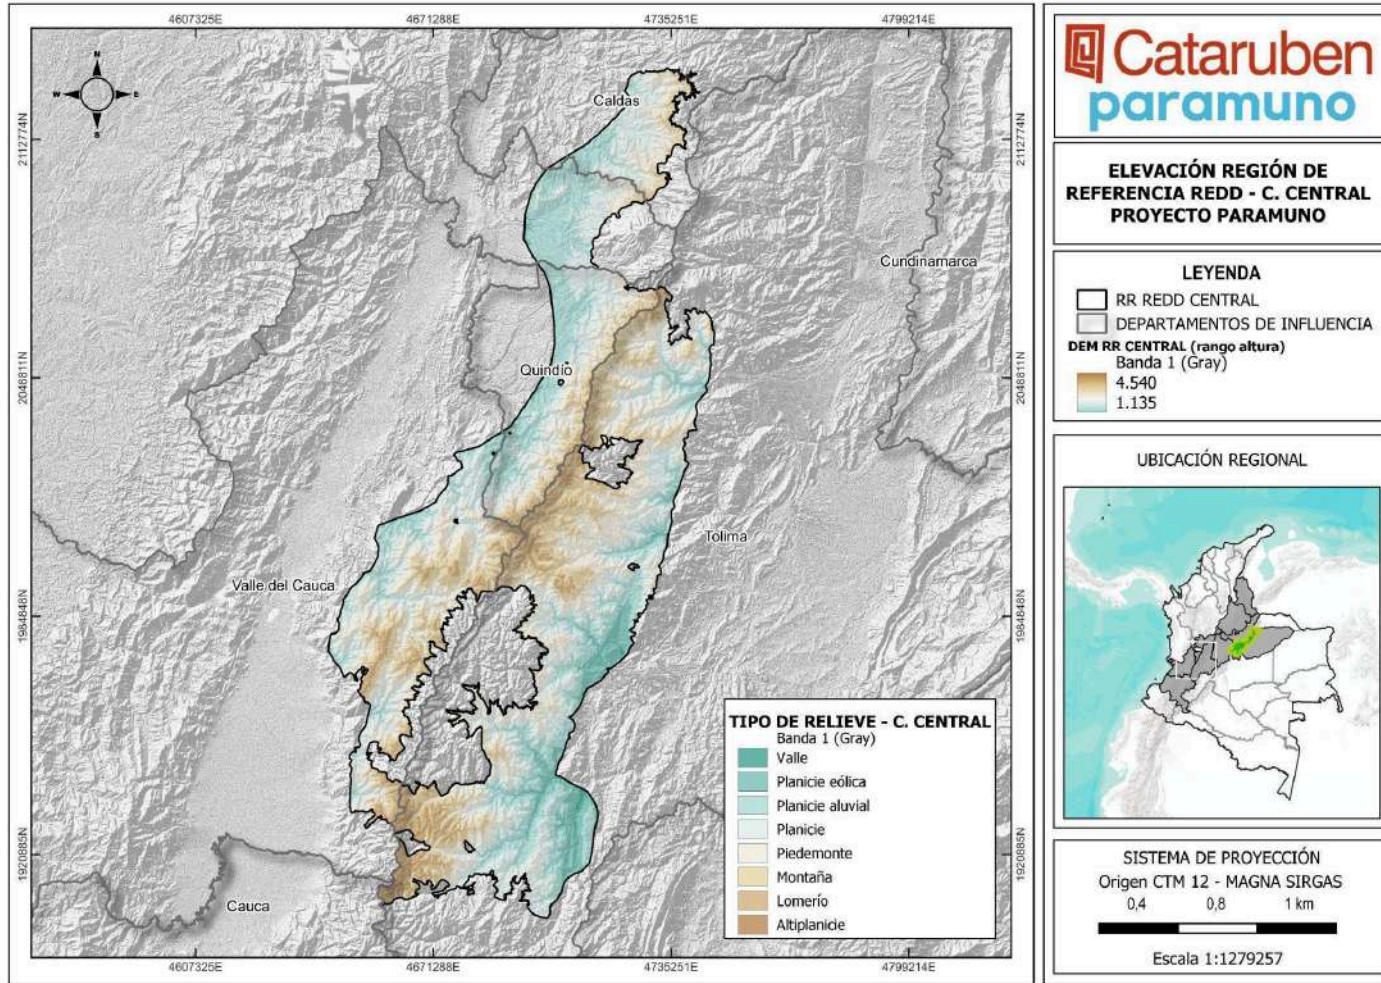 4607325E
4671288E
4735251E
4799214E
N
W
E
S
2112774N
2112774N
2048811N
2048811N
1984848N
1984848N
1920885N
1920885N
Caldas
Cundinamarca
Quindío
Tolima
Valle del Cauca
Cauca
TIPO DE RELIEVE - C. CENTRAL
Banda 1 (Gray)
Valle
Planicie eólica
Planicie aluvial
Planicie
Piedemonte
Montaña
Lomerío
Altiplanicie
4607325E
4671288E
4735251E
4799214E
Cataruben
paramuno
ELEVACIÓN REGIÓN DE
REFERENCIA REDD - C. CENTRAL
PROYECTO PARAMUNO
LEYENDA
RR REDD CENTRAL
DEPARTAMENTOS DE INFLUENCIA
DEM RR CENTRAL (rango altura)
Banda 1 (Gray)
4.540
1.135
UBICACIÓN REGIONAL
SISTEMA DE PROYECCIÓN
Origen CTM 12 - MAGNA SIRGAS
0,4 0,8 1 km
Escala 1:1279257